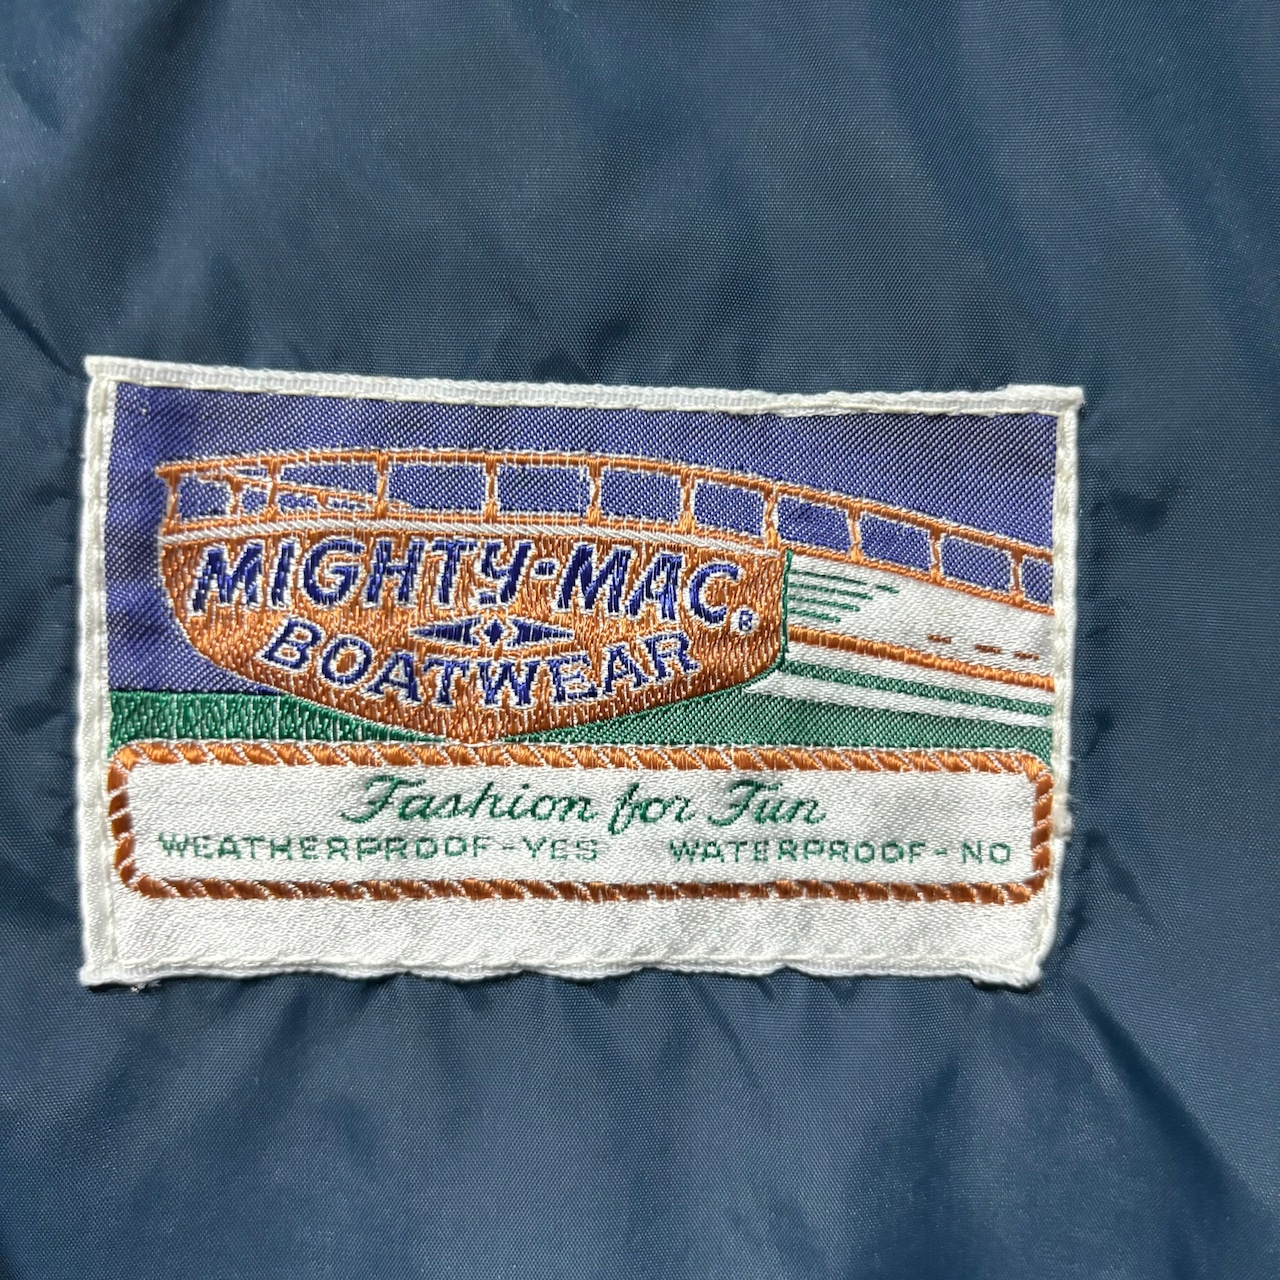 MIGHTY-MAC®
BOATWEAR
Fashion for Fun
WEATHERPROOF-YES WATERPROOF-NO